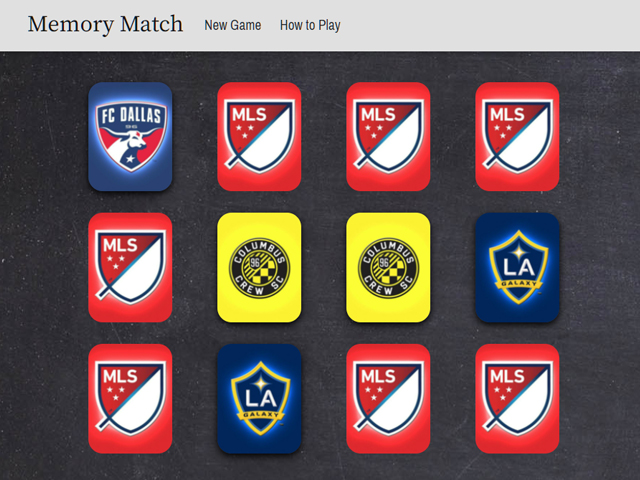 Memory Match New Game How to Play
FC DALLAS MLS MLS MLS
MLS COLUMBUS 96 CREW SC COLUMBUS 96 CREW SC LA GALAXY
MLS LA GALAXY MLS MLS